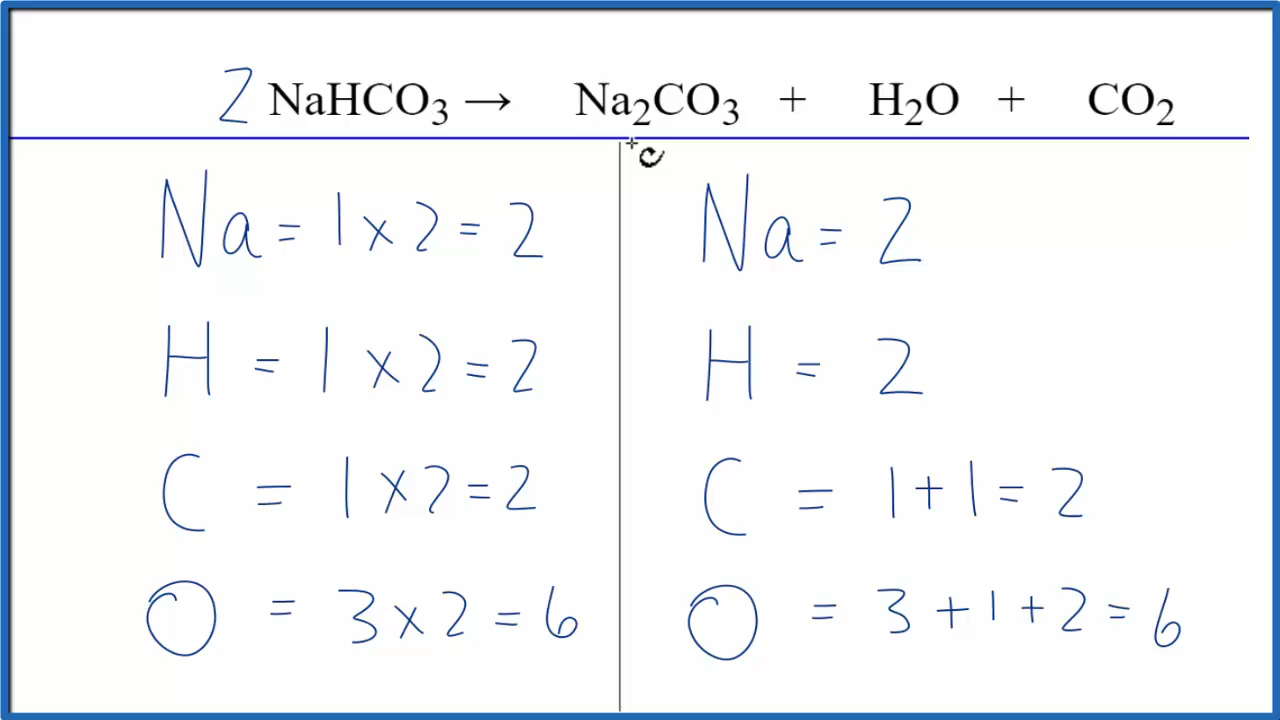 2 NaHCO3 → Na2CO3 + H2O + CO2
Na = 1 x 2 = 2
Na = 2
H = 1 x 2 = 2
H = 2
C = 1 x 2 = 2
C = 1 + 1 = 2
O = 3 x 2 = 6
O = 3 + 1 + 2 = 6